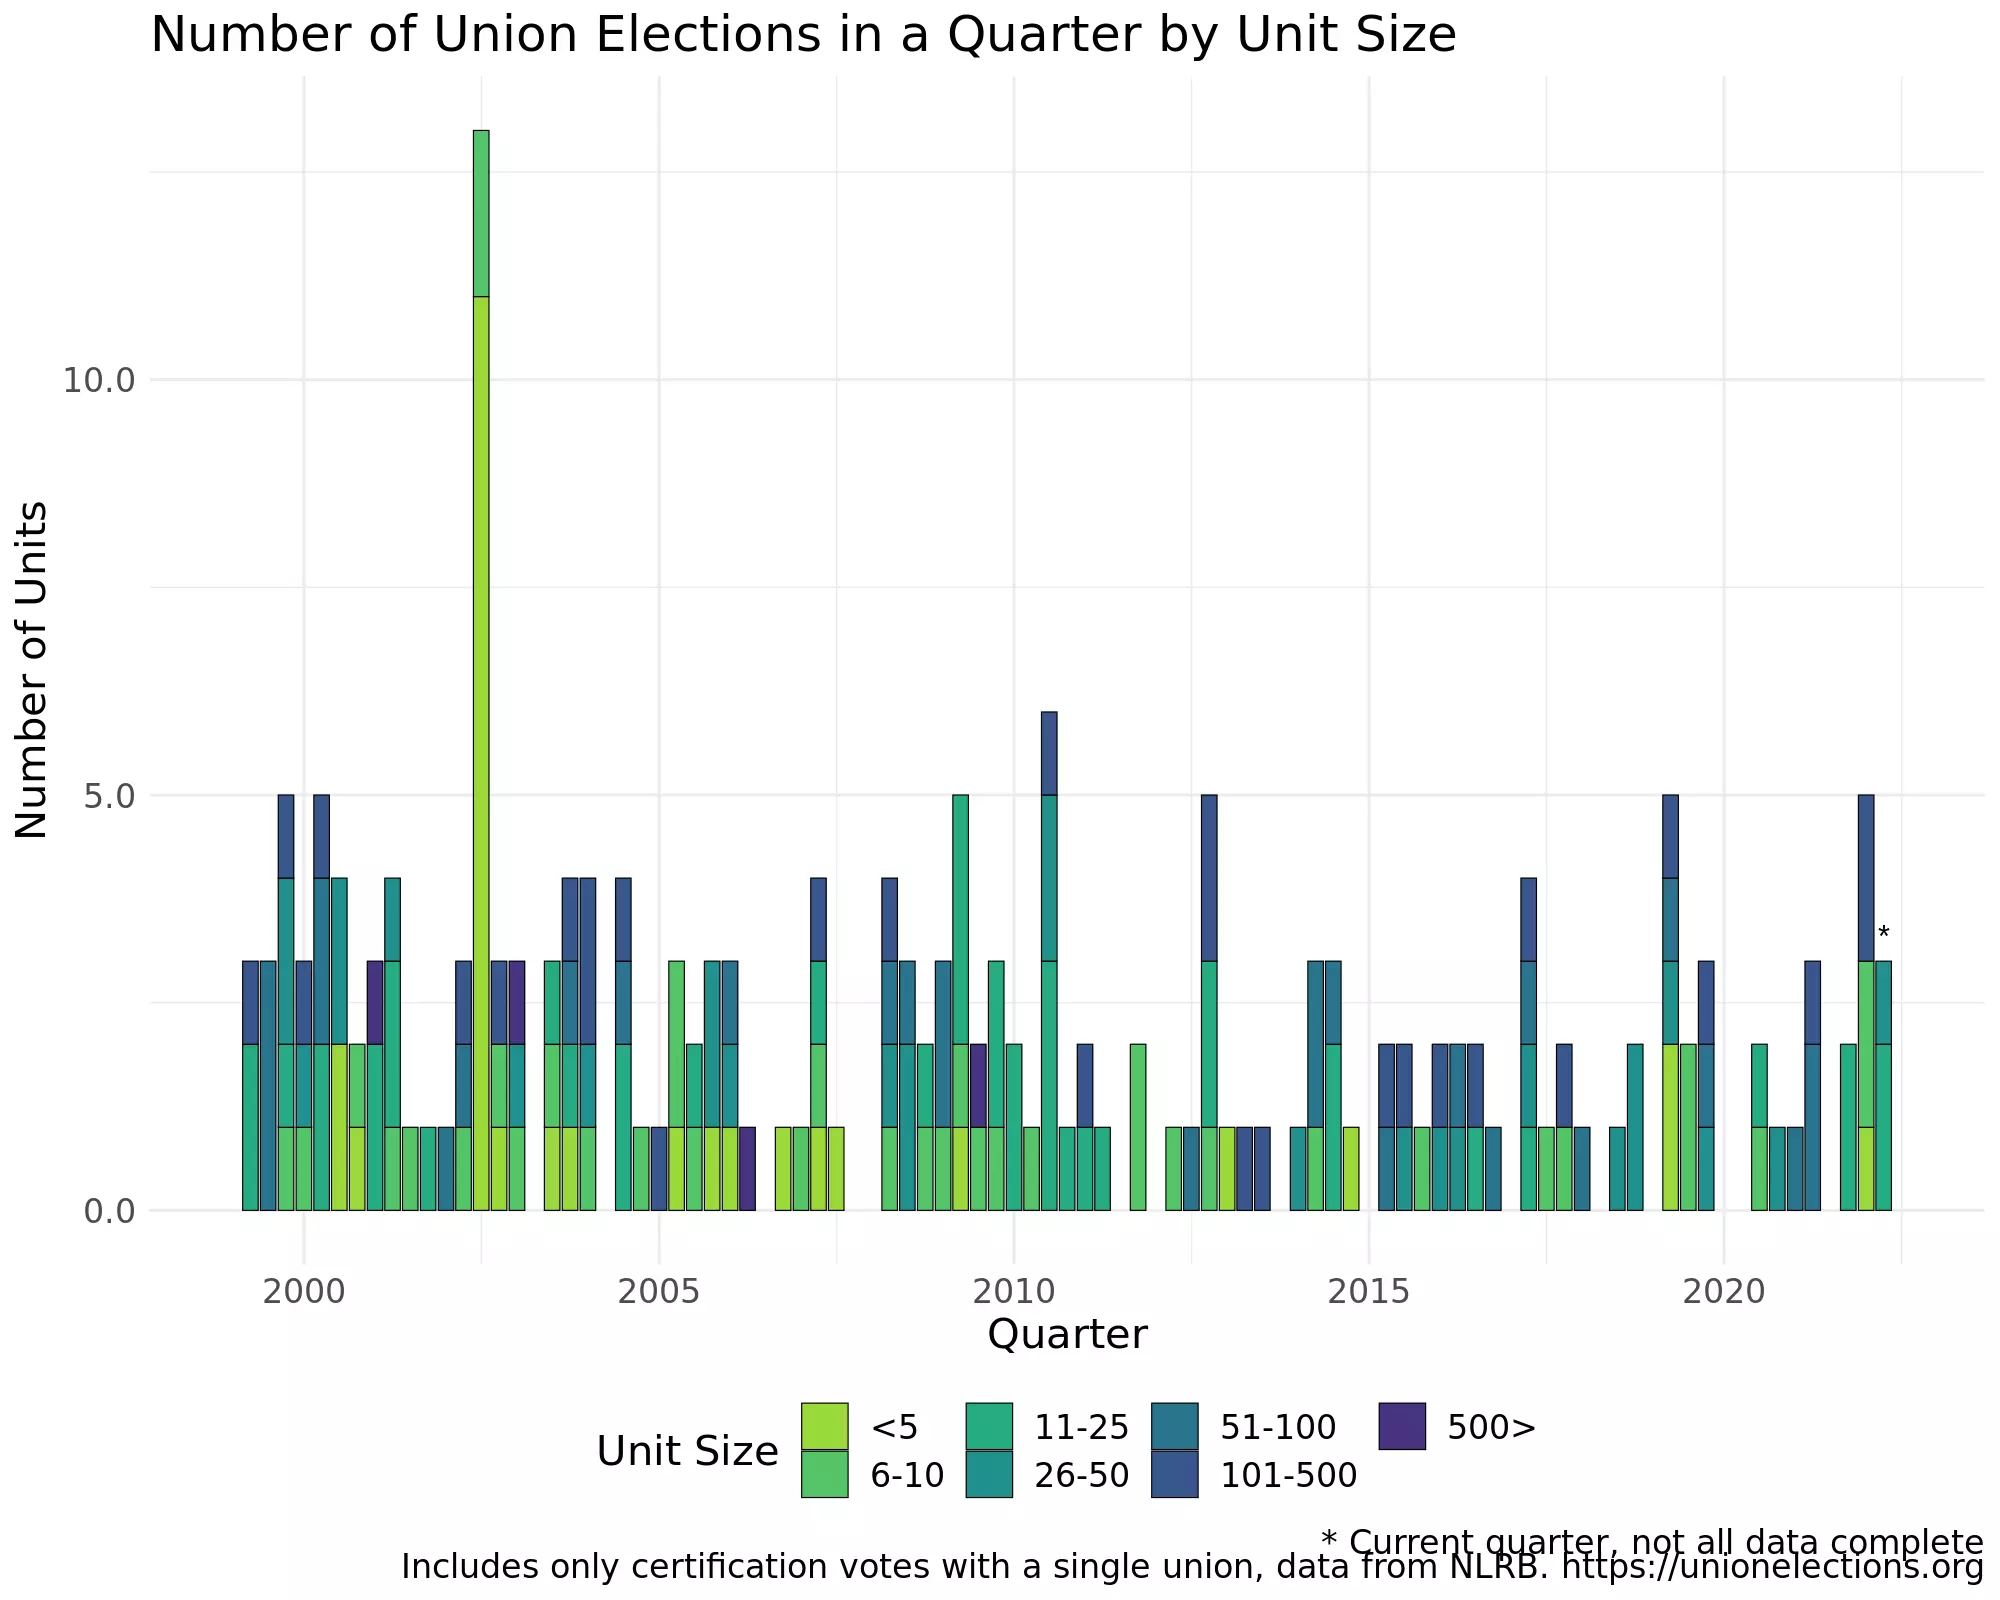 Number of Union Elections in a Quarter by Unit Size
Number of Units
10.0
5.0
0.0
*
2000 2005 2010 2015 2020
Quarter
Unit Size
<5 11-25 51-100 500>
6-10 26-50 101-500
* Current quarter, not all data complete
Includes only certification votes with a single union, data from NLRB. https://unionelections.org